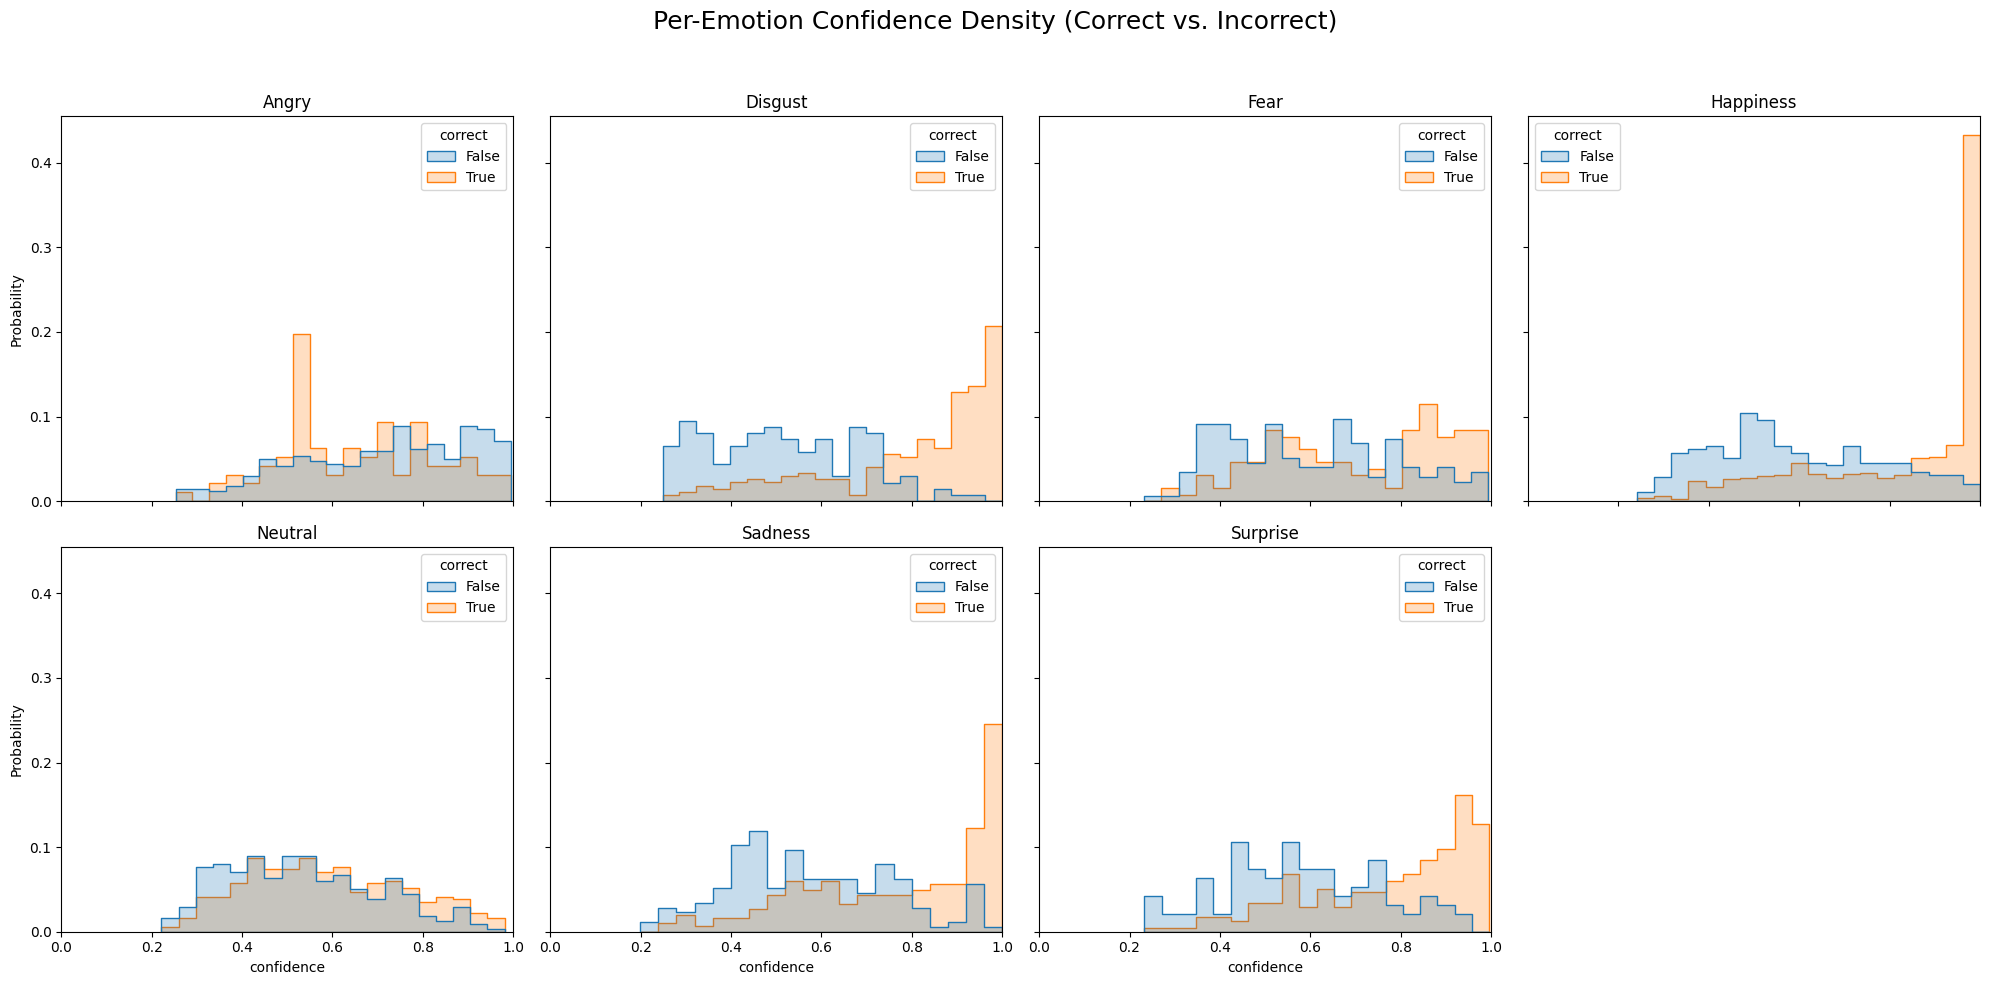 Per-Emotion Confidence Density (Correct vs. Incorrect)
Angry
Disgust
Fear
Happiness
correct
False
True
correct
False
True
correct
False
True
correct
False
True
0.4
0.3
0.2
0.1
0.0
Probability
Neutral
Sadness
Surprise
correct
False
True
correct
False
True
correct
False
True
0.4
0.3
0.2
0.1
0.0
Probability
0.0 0.2 0.4 0.6 0.8 1.0
0.0 0.2 0.4 0.6 0.8 1.0
0.0 0.2 0.4 0.6 0.8 1.0
confidence
confidence
confidence